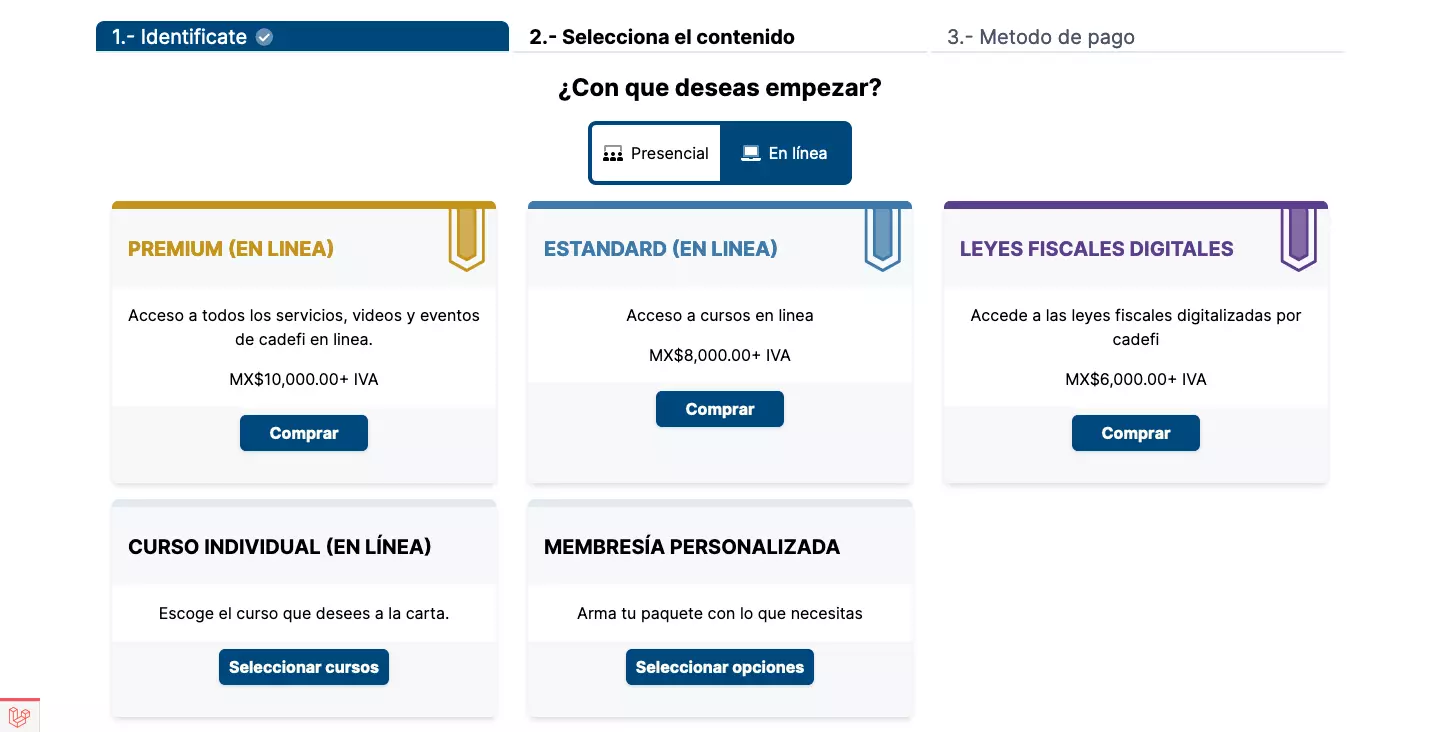 1.- Identificate
2.- Selecciona el contenido
3.- Metodo de pago
¿Con que deseas empezar?
Presencial
En línea
PREMIUM (EN LINEA)
Acceso a todos los servicios, videos y eventos
de cadefi en linea.
MX$10,000.00+ IVA
Comprar
ESTANDARD (EN LINEA)
Acceso a cursos en linea
MX$8,000.00+ IVA
Comprar
LEYES FISCALES DIGITALES
Accede a las leyes fiscales digitalizadas por
cadefi
MX$6,000.00+ IVA
Comprar
CURSO INDIVIDUAL (EN LÍNEA)
Escoge el curso que desees a la carta.
Seleccionar cursos
MEMBRESÍA PERSONALIZADA
Arma tu paquete con lo que necesitas
Seleccionar opciones